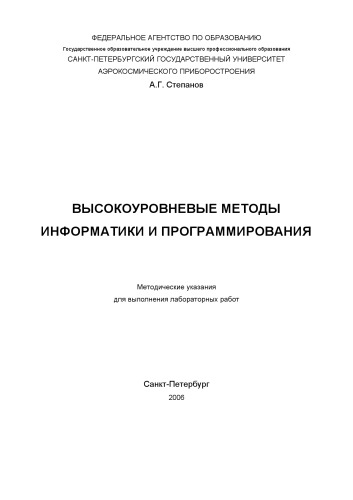 ФЕДЕРАЛЬНОЕ АГЕНТСТВО ПО ОБРАЗОВАНИЮ
Государственное образовательное учреждение высшего профессионального образования
САНКТ-ПЕТЕРБУРГСКИЙ ГОСУДАРСТВЕННЫЙ УНИВЕРСИТЕТ
АЭРОКОСМИЧЕСКОГО ПРИБОРОСТРОЕНИЯ
А.Г. Степанов
ВЫСОКОУРОВНЕВЫЕ МЕТОДЫ
ИНФОРМАТИКИ И ПРОГРАММИРОВАНИЯ
Методические указания
для выполнения лабораторных работ
Санкт-Петербург
2006